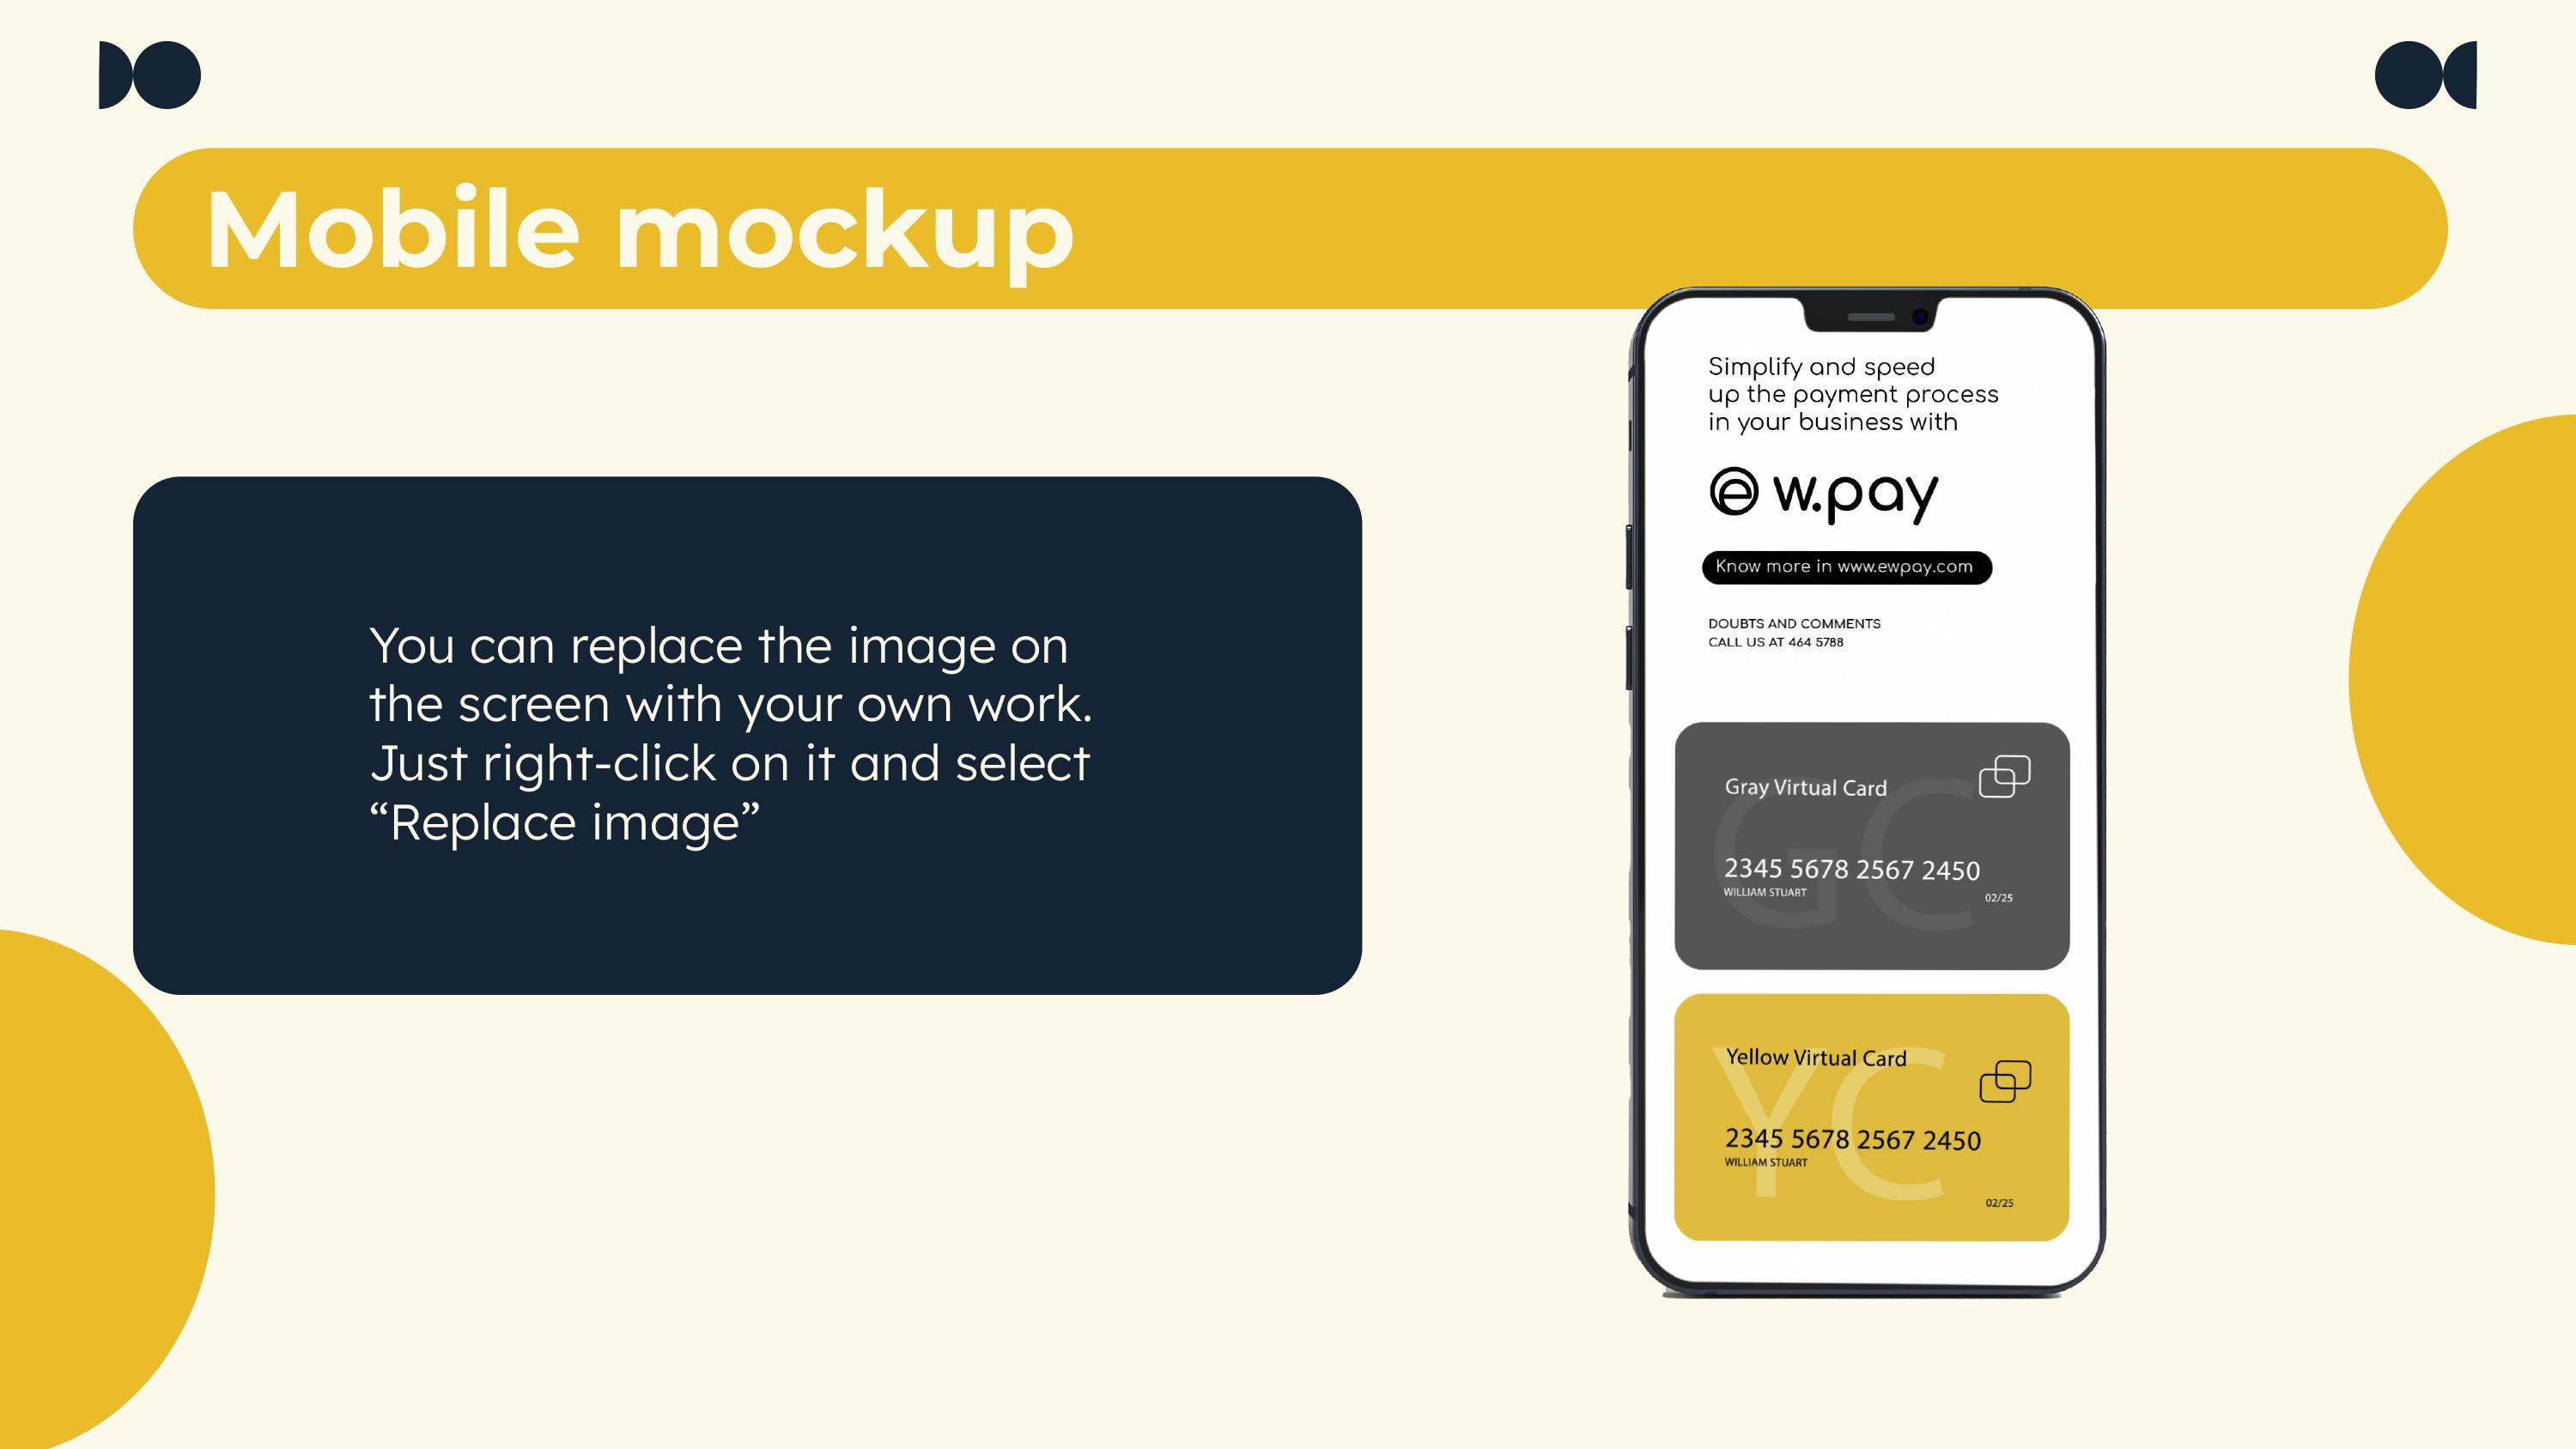 Mobile mockup
You can replace the image on
the screen with your own work.
Just right-click on it and select
“Replace image”
Simplify and speed
up the payment process
in your business with
e w.pay
Know more in www.ewpay.com
DOUBTS AND COMMENTS
CALL US AT 464 5788
GC
Gray Virtual Card
2345 5678 2567 2450
WILLIAM STUART
02/25
YC
Yellow Virtual Card
2345 5678 2567 2450
WILLIAM STUART
02/25